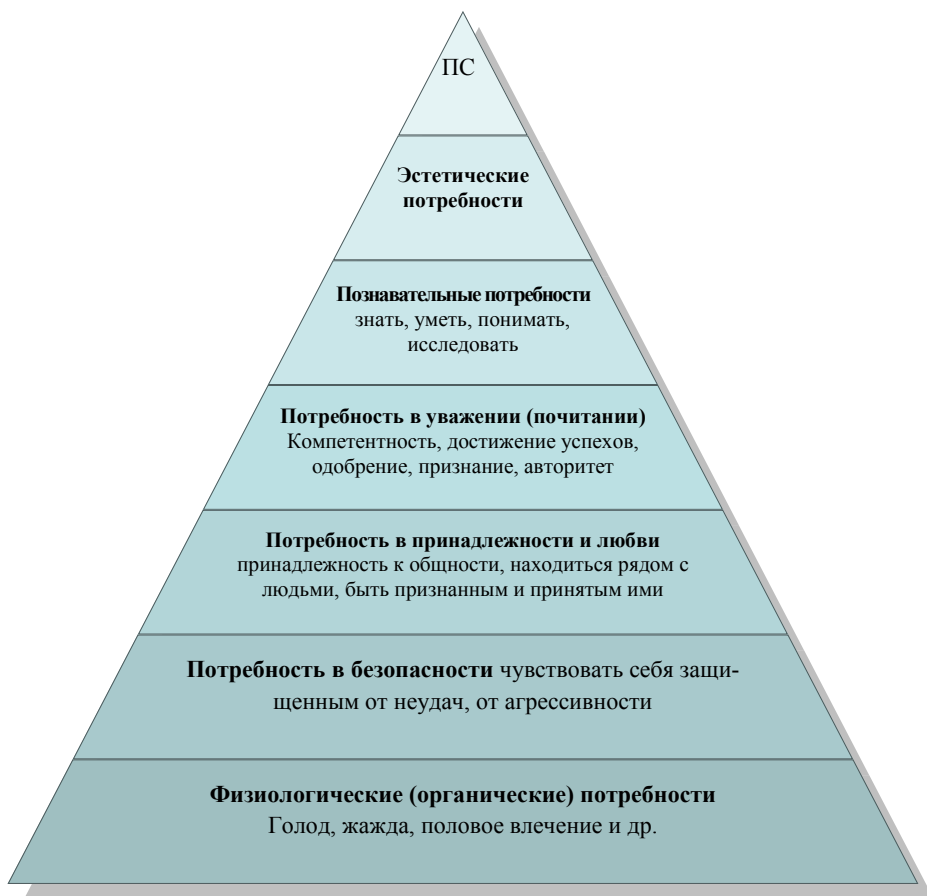 ПС
Эстетические
потребности
Познавательные потребности
знать, уметь, понимать,
исследовать
Потребность в уважении (почитании)
Компетентность, достижение успехов,
одобрение, признание, авторитет
Потребность в принадлежности и любви
принадлежность к общности, находиться рядом с
людьми, быть признанным и принятым ими
Потребность в безопасности чувствовать себя защи-
щенным от неудач, от агрессивности
Физиологические (органические) потребности
Голод, жажда, половое влечение и др.